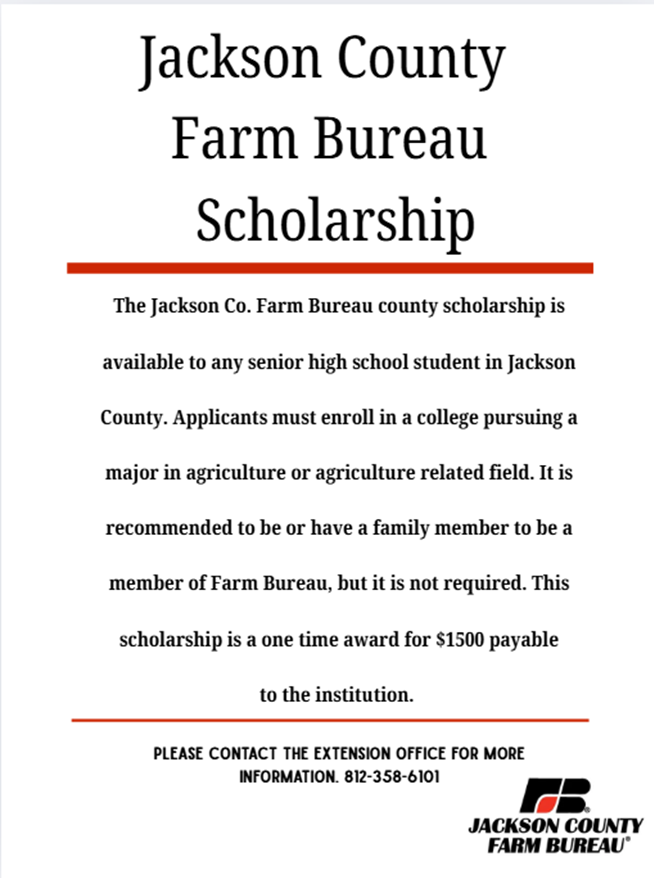 Jackson County
Farm Bureau
Scholarship
The Jackson Co. Farm Bureau county scholarship is
available to any senior high school student in Jackson
County. Applicants must enroll in a college pursuing a
major in agriculture or agriculture related field. It is
recommended to be or have a family member to be a
member of Farm Bureau, but it is not required. This
scholarship is a one time award for $1500 payable
to the institution.
PLEASE CONTACT THE EXTENSION OFFICE FOR MORE
INFORMATION. 812-358-6101
FB®
JACKSON COUNTY
FARM BUREAU®